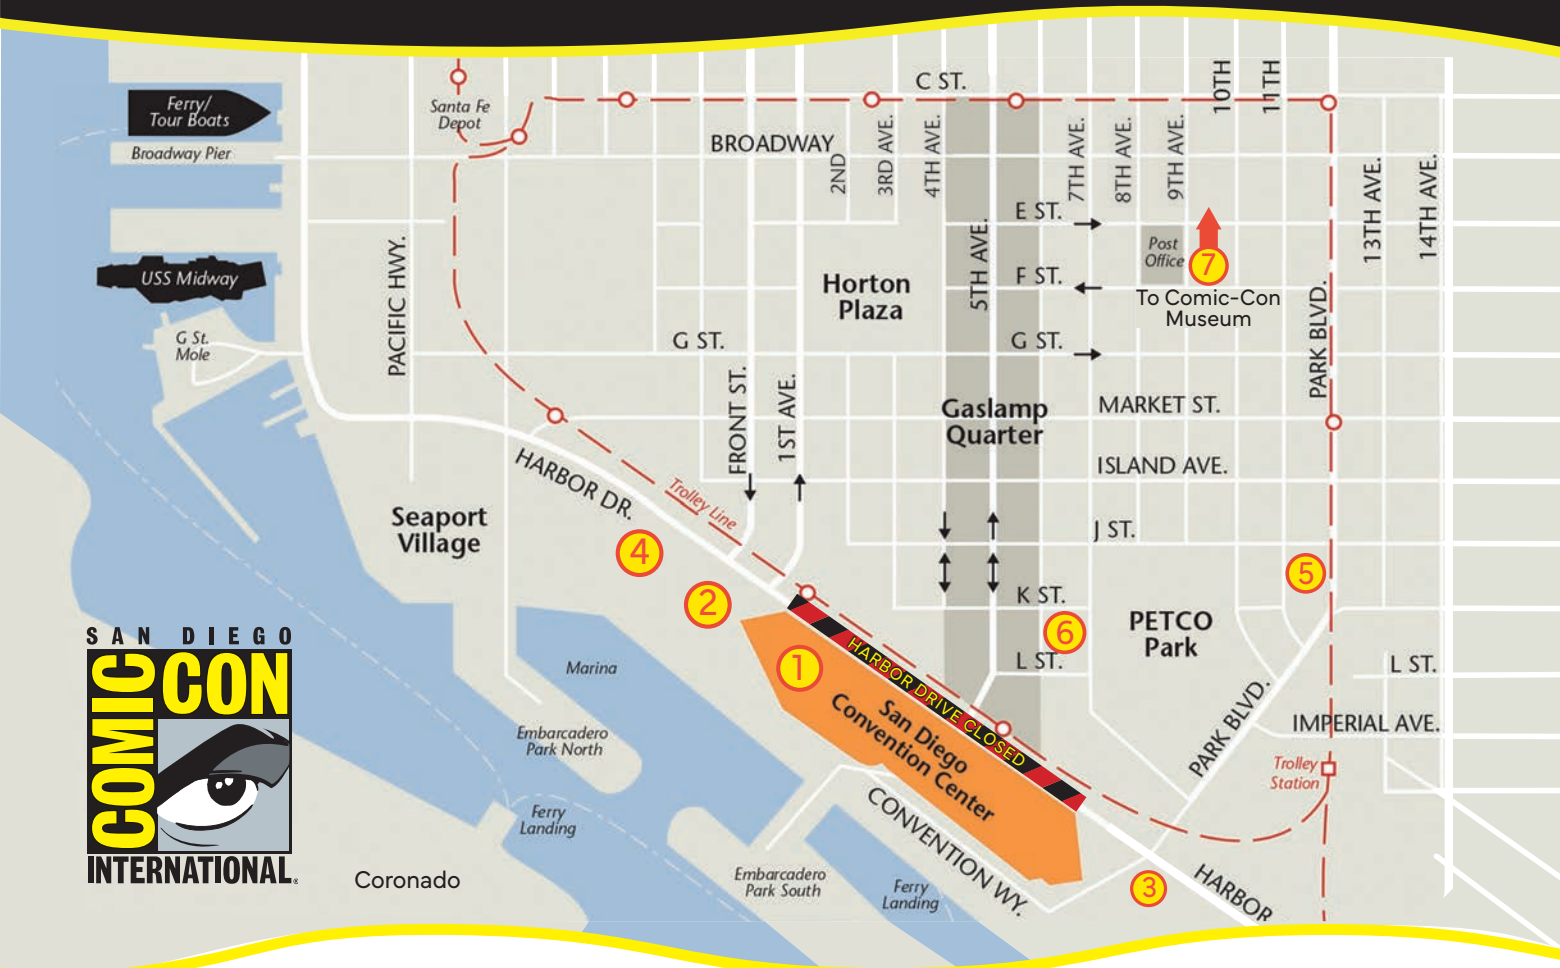 C ST.
10TH
11TH
Ferry/
Tour Boats
Santa Fe
Depot
Broadway Pier
BROADWAY
2ND
3RD AVE.
4TH AVE.
7TH AVE.
8TH AVE.
9TH AVE.
13TH AVE.
14TH AVE.
E ST.
5TH AVE.
Post
Office
7
USS Midway
PACIFIC HWY.
Horton
Plaza
F ST.
To Comic-Con
Museum
PARK BLVD.
G St.
Mole
G ST.
G ST.
FRONT ST.
1ST AVE.
Gaslamp
Quarter
MARKET ST.
ISLAND AVE.
HARBOR DR.
Trolley Line
Seaport
Village
J ST.
4
5
2
K ST.
6
PETCO
Park
SAN DIEGO
COMIC
CON
INTERNATIONAL
Marina
1
HARBOR DRIVE CLOSED
L ST.
L ST.
San Diego
Convention Center
PARK BLVD.
IMPERIAL AVE.
Embarcadero
Park North
Trolley
Station
Ferry
Landing
CONVENTION WY.
Coronado
Embarcadero
Park South
Ferry
Landing
3
HARBOR